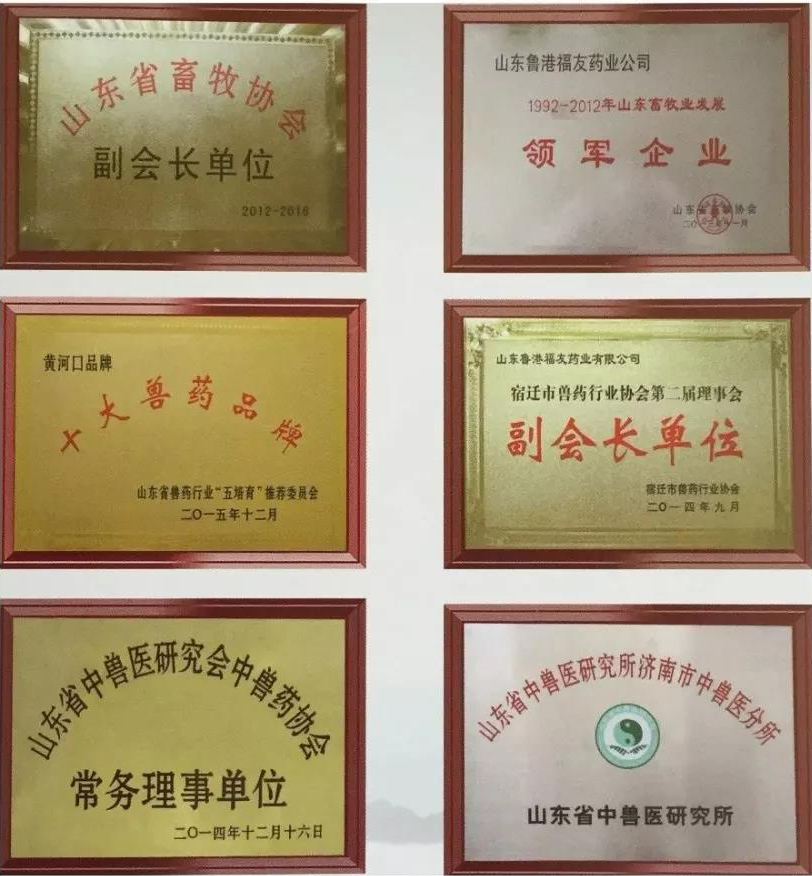 山东省畜牧协会
副会长单位
2012-2016
山东鲁港福友药业公司
1992-2012年山东畜牧业发展
领军企业
山东省畜牧协会
黄河口品牌
十大兽药品牌
山东省兽药行业“五培育”推荐委员会
二〇一五年十二月
山东鲁港福友药业有限公司
宿迁市兽药行业协会第二届理事会
副会长单位
宿迁市兽药行业协会
二〇一四年九月
山东省中兽医研究会中兽药协会
常务理事单位
二〇一四年十二月十六日
山东省中兽医研究所济南市中兽医分所
山东省中兽医研究所